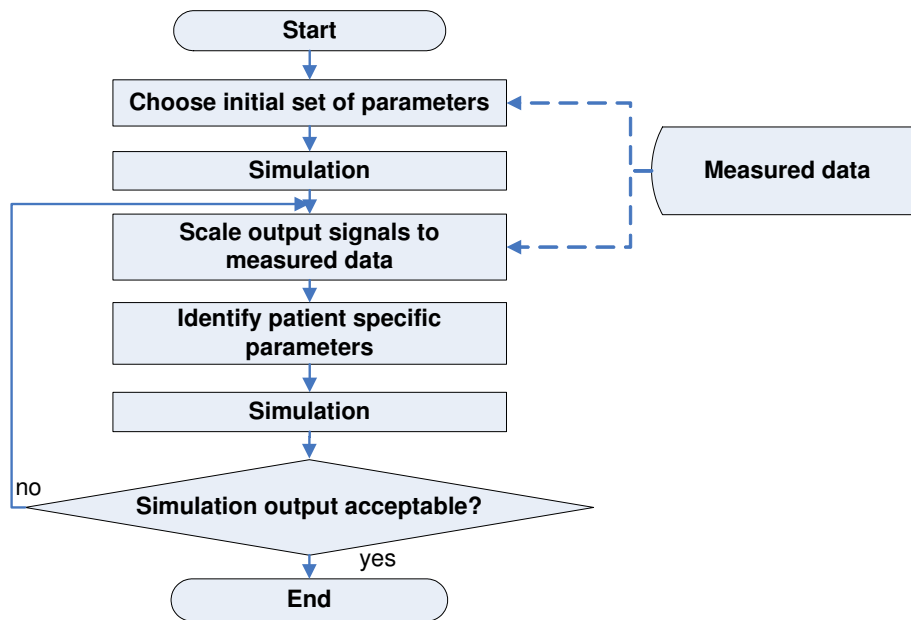 Start
Choose initial set of parameters
Simulation
Measured data
Scale output signals to
measured data
Identify patient specific
parameters
Simulation
no
Simulation output acceptable?
yes
End